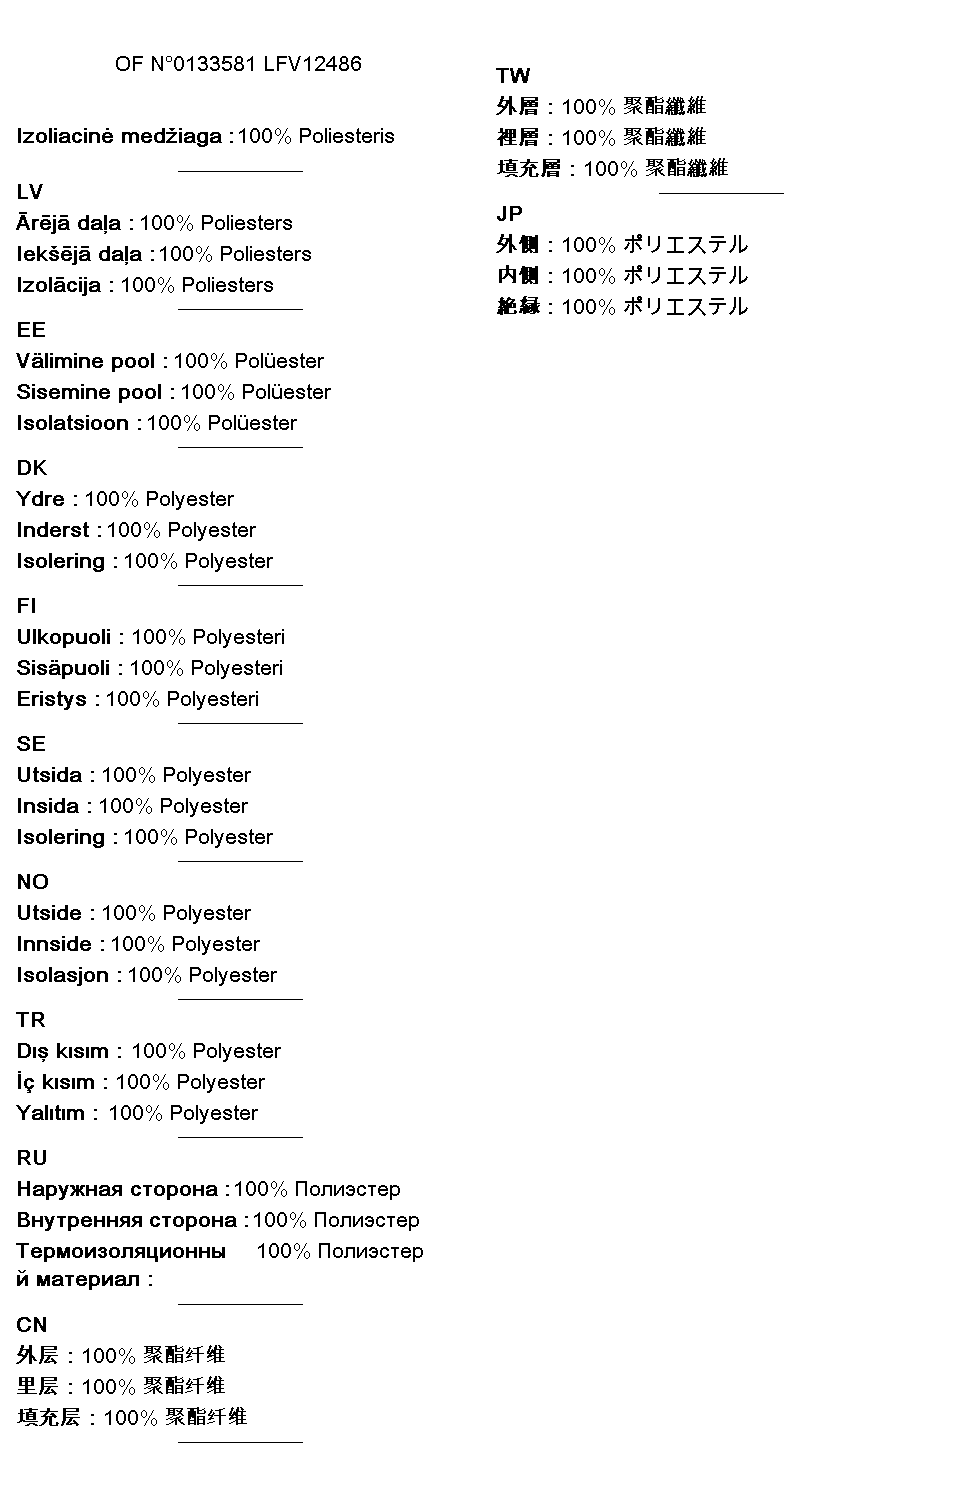 OF N°0133581 LFV12486
Izoliacinė medžiaga : 100% Poliesteris
LV
Ārējā daļa : 100% Poliesters
Iekšējā daļa : 100% Poliesters
Izolācija : 100% Poliesters
EE
Välimine pool : 100% Polüester
Sisemine pool : 100% Polüester
Isolatsioon : 100% Polüester
DK
Ydre : 100% Polyester
Inderst : 100% Polyester
Isolering : 100% Polyester
FI
Ulkopuoli : 100% Polyesteri
Sisäpuoli : 100% Polyesteri
Eristys : 100% Polyesteri
SE
Utsida : 100% Polyester
Insida : 100% Polyester
Isolering : 100% Polyester
NO
Utside : 100% Polyester
Innside : 100% Polyester
Isolasjon : 100% Polyester
TR
Dış kısım : 100% Polyester
İç kısım : 100% Polyester
Yalıtım : 100% Polyester
RU
Наружная сторона : 100% Полиэстер
Внутренняя сторона : 100% Полиэстер
Термоизоляционны 100% Полиэстер
й материал :
CN
外层 : 100% 聚酯纤维
里层 : 100% 聚酯纤维
填充层 : 100% 聚酯纤维
TW
外層 : 100% 聚酯纖維
裡層 : 100% 聚酯纖維
填充層 : 100% 聚酯纖維
JP
外側 : 100% ポリエステル
内側 : 100% ポリエステル
絶縁 : 100% ポリエステル